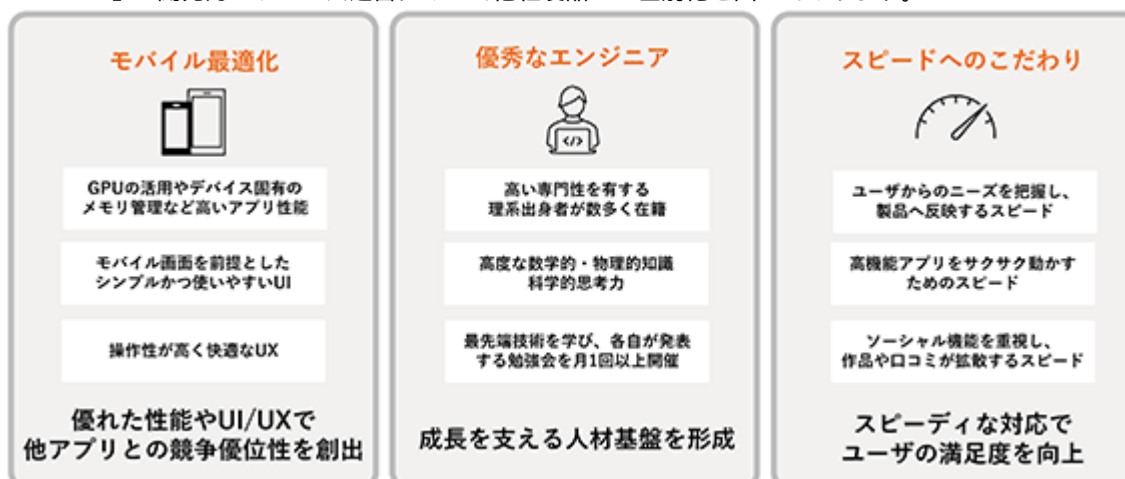 モバイル最適化
GPUの活用やデバイス固有の
メモリ管理など高いアプリ性能
モバイル画面を前提とした
シンプルかつ使いやすいUI
操作性が高く快適なUX
優れた性能やUI/UXで
他アプリとの競争優位性を創出
優秀なエンジニア
</>
高い専門性を有する
理系出身者が数多く在籍
高度な数学的・物理的知識
科学的思考力
最先端技術を学び、各自が発表
する勉強会を月1回以上開催
成長を支える人材基盤を形成
スピードへのこだわり
ユーザからのニーズを把握し、
製品へ反映するスピード
高機能アプリをサクサク動かす
ためのスピード
ソーシャル機能を重視し、
作品や口コミが拡散するスピード
スピーディな対応で
ユーザの満足度を向上